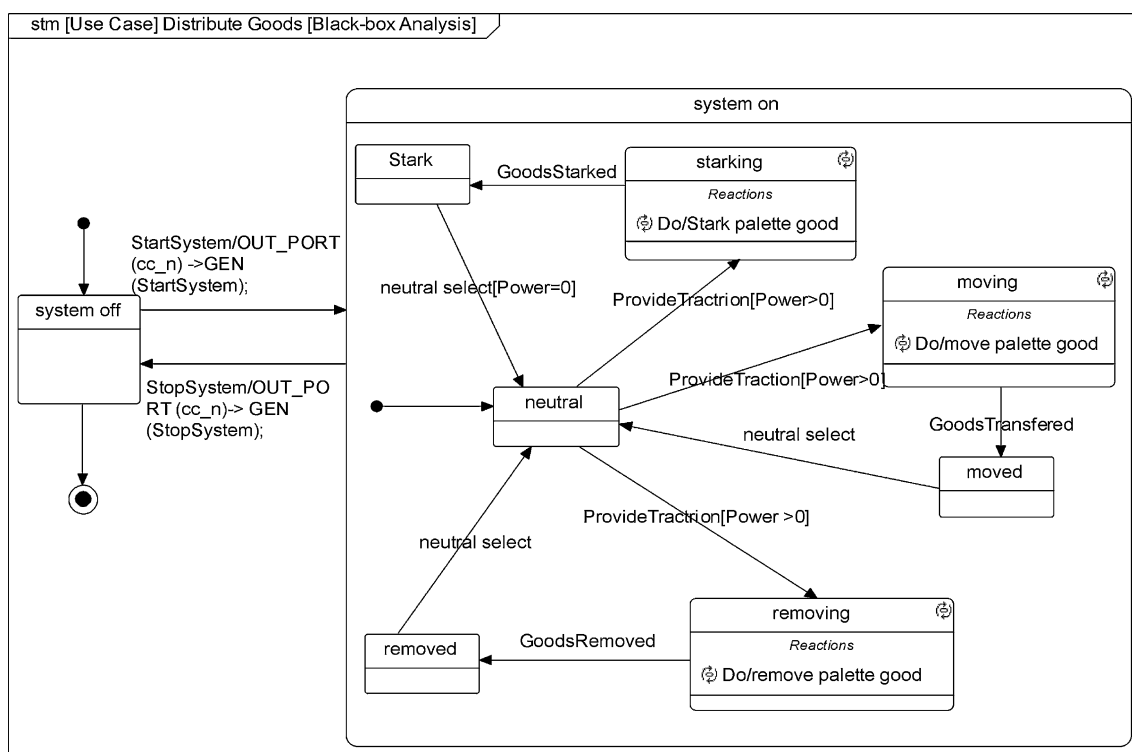 stm [Use Case] Distribute Goods [Black-box Analysis]
system on
Stark
starking
GoodsStarked
Reactions
Do/Stark palette good
StartSystem/OUT_PORT
(cc_n) ->GEN
(StartSystem);
neutral select[Power=0]
ProvideTractrion[Power>0]
moving
Reactions
Do/move palette good
system off
StopSystem/OUT_PO
RT (cc_n)-> GEN
(StopSystem);
ProvideTraction[Power>0]
neutral
neutral select
GoodsTransfered
moved
ProvideTractrion[Power >0]
neutral select
removing
removed
GoodsRemoved
Reactions
Do/remove palette good